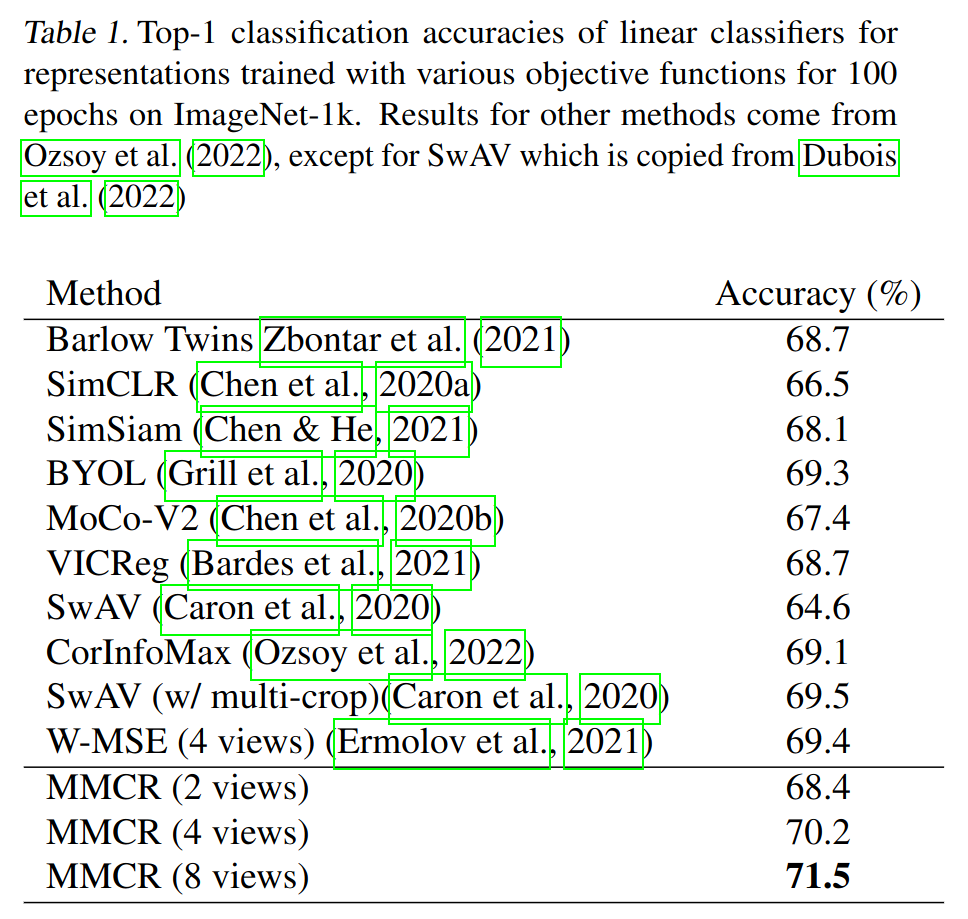 Table 1. Top-1 classification accuracies of linear classifiers for
representations trained with various objective functions for 100
epochs on ImageNet-1k. Results for other methods come from
Ozsoy et al. (2022), except for SwAV which is copied from Dubois
et al. (2022)
Method Accuracy (%)
Barlow Twins Zbontar et al. (2021) 68.7
SimCLR (Chen et al., 2020a) 66.5
SimSiam (Chen & He, 2021) 68.1
BYOL (Grill et al., 2020) 69.3
MoCo-V2 (Chen et al., 2020b) 67.4
VICReg (Bardes et al., 2021) 68.7
SwAV (Caron et al., 2020) 64.6
CorInfoMax (Ozsoy et al., 2022) 69.1
SwAV (w/ multi-crop)(Caron et al., 2020) 69.5
W-MSE (4 views) (Ermolov et al., 2021) 69.4
MMCR (2 views) 68.4
MMCR (4 views) 70.2
MMCR (8 views) 71.5